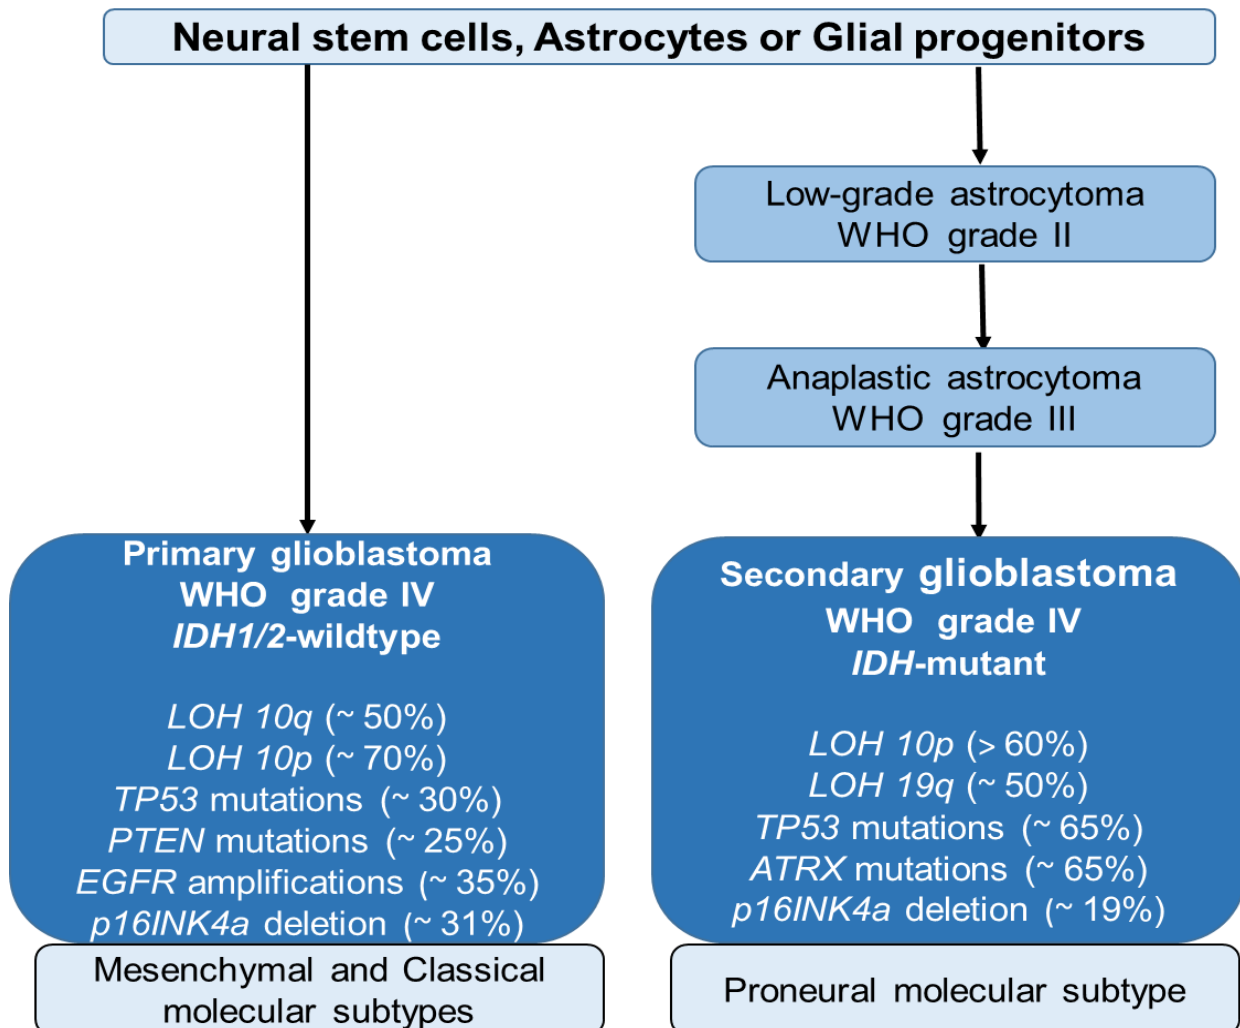 Neural stem cells, Astrocytes or Glial progenitors
Low-grade astrocytoma
WHO grade II
Anaplastic astrocytoma
WHO grade III
Primary glioblastoma
WHO grade IV
IDH1/2-wildtype
LOH 10q (~ 50%)
LOH 10p (~ 70%)
TP53 mutations (~ 30%)
PTEN mutations (~ 25%)
EGFR amplifications (~ 35%)
p16INK4a deletion (~ 31%)
Mesenchymal and Classical
molecular subtypes
Secondary glioblastoma
WHO grade IV
IDH-mutant
LOH 10p (> 60%)
LOH 19q (~ 50%)
TP53 mutations (~ 65%)
ATRX mutations (~ 65%)
p16INK4a deletion (~ 19%)
Proneural molecular subtype